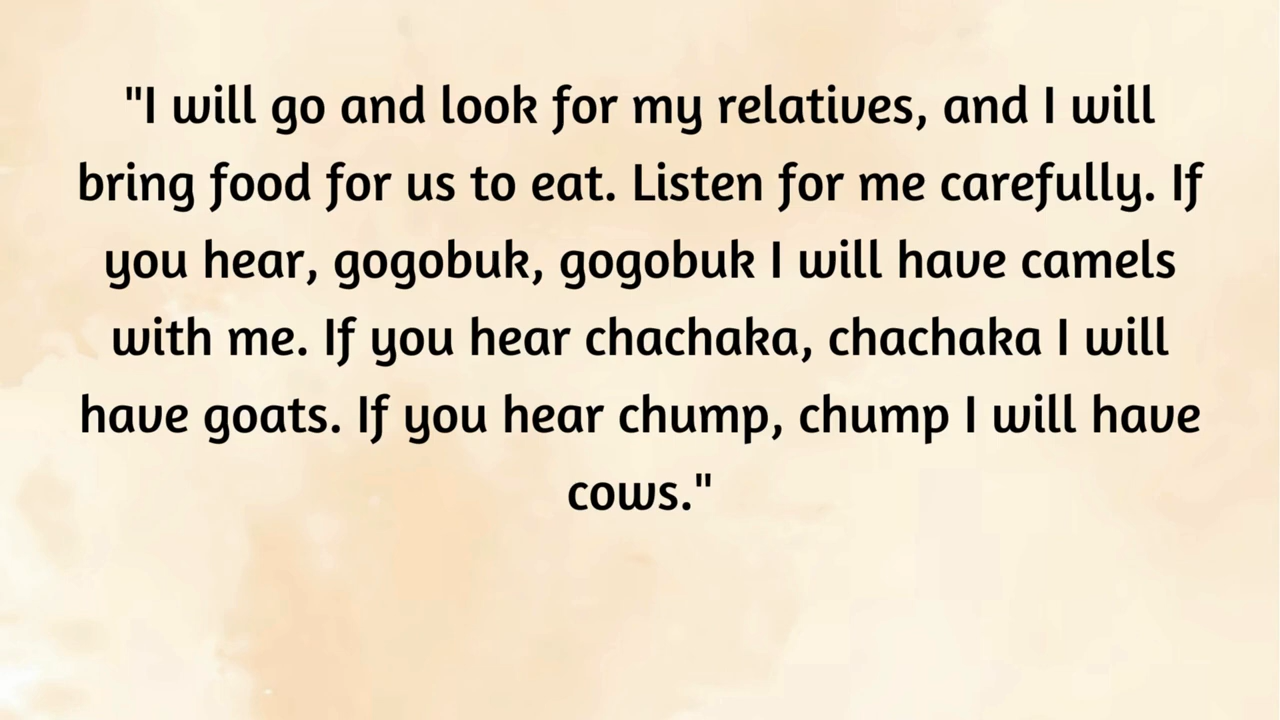 "I will go and look for my relatives, and I will
bring food for us to eat. Listen for me carefully. If
you hear, gogobuk, gogobuk I will have camels
with me. If you hear chachaka, chachaka I will
have goats. If you hear chump, chump I will have
cows."